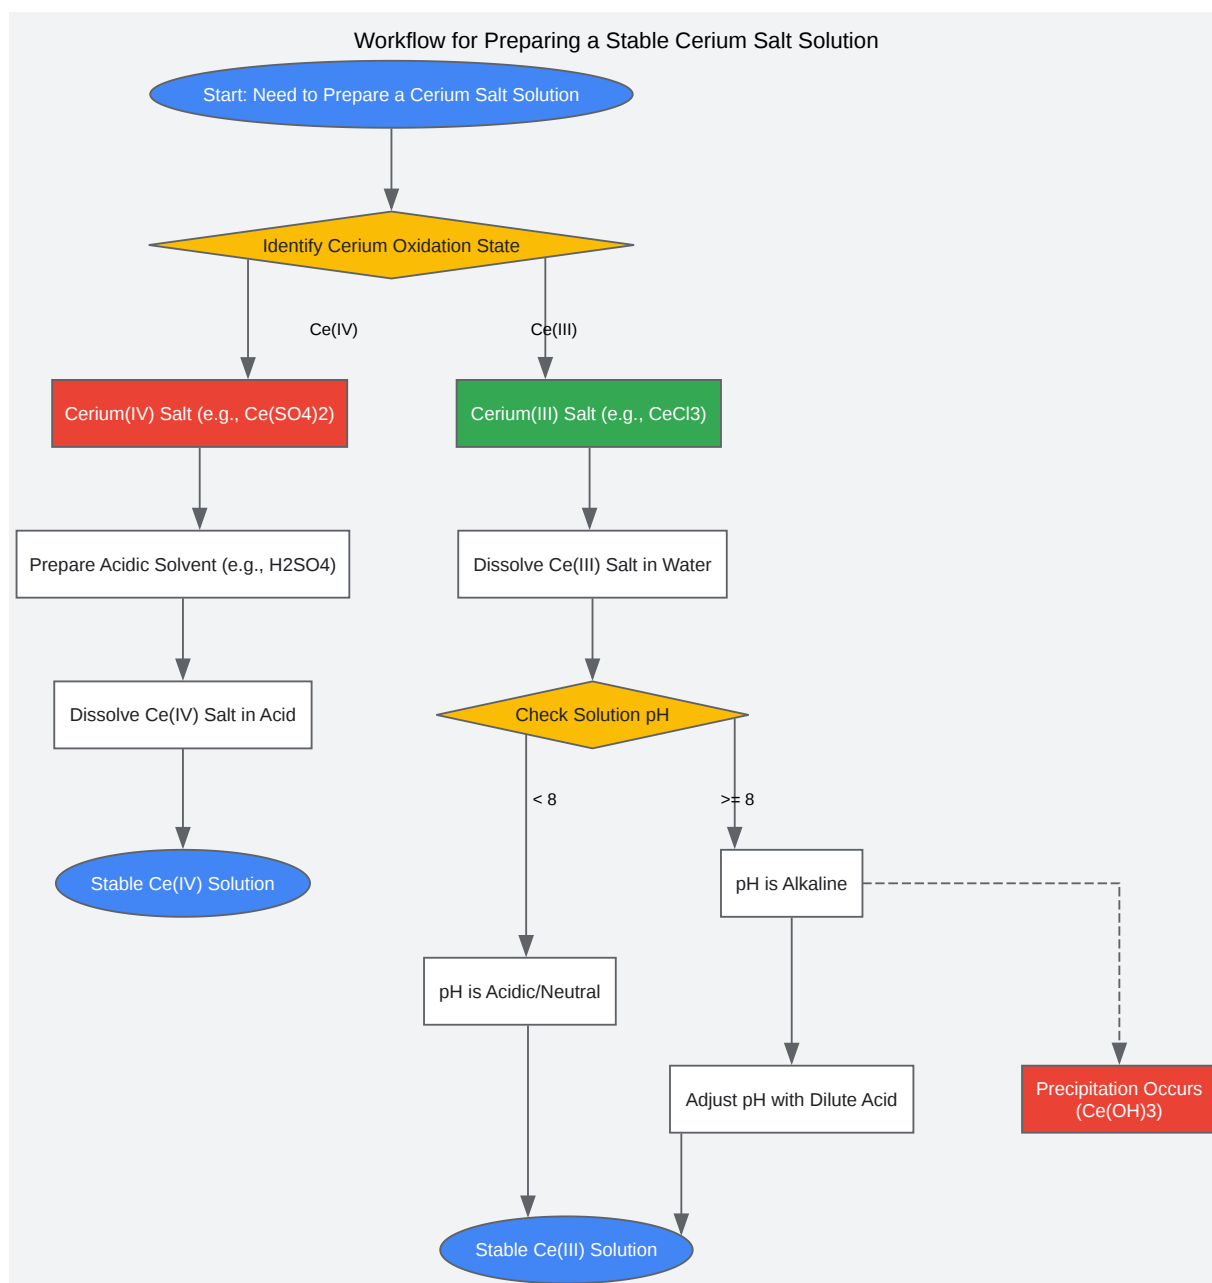 Workflow for Preparing a Stable Cerium Salt Solution
Start: Need to Prepare a Cerium Salt Solution
Identify Cerium Oxidation State
Ce(IV)
Ce(III)
Cerium(IV) Salt (e.g., Ce(SO4)2)
Cerium(III) Salt (e.g., CeCl3)
Prepare Acidic Solvent (e.g., H2SO4)
Dissolve Ce(III) Salt in Water
Dissolve Ce(IV) Salt in Acid
Check Solution pH
< 8
>= 8
Stable Ce(IV) Solution
pH is Alkaline
pH is Acidic/Neutral
Adjust pH with Dilute Acid
Precipitation Occurs
(Ce(OH)3)
Stable Ce(III) Solution